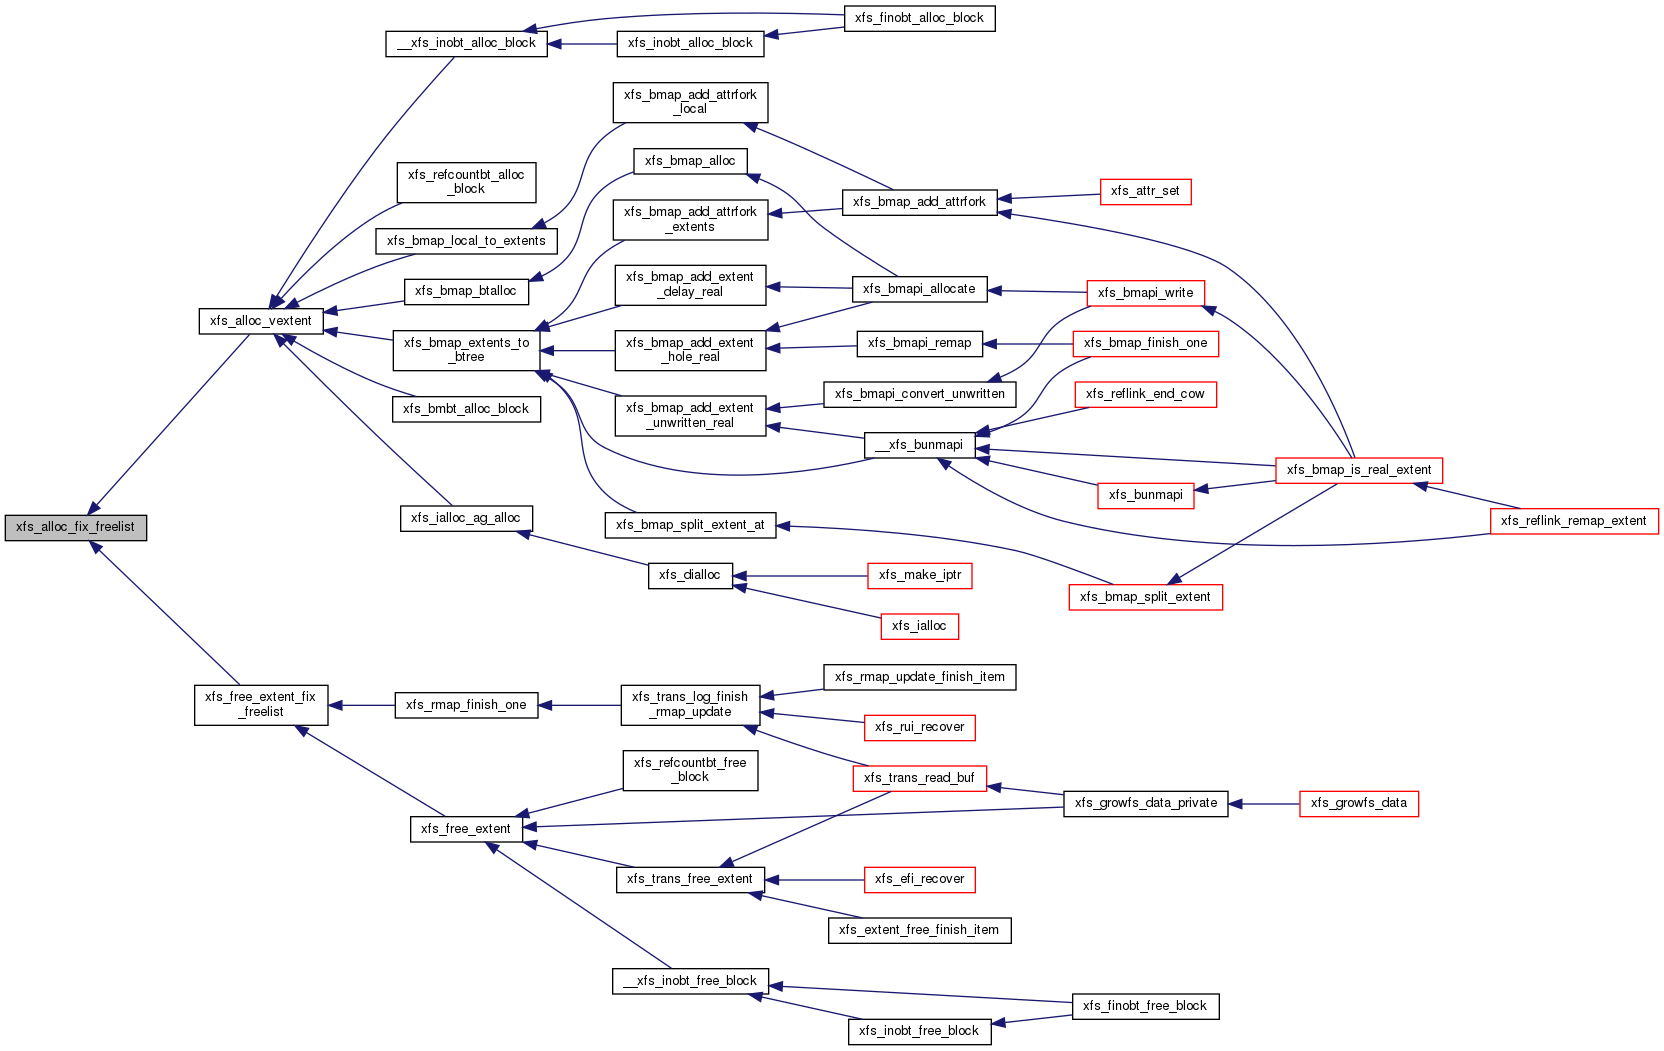 xfs_finobt_alloc_block
__xfs_inobt_alloc_block
xfs_inobt_alloc_block
xfs_bmap_add_attrfork
_local
xfs_bmap_alloc
xfs_refcountbt_alloc
_block
xfs_attr_set
xfs_bmap_add_attrfork
xfs_bmap_add_attrfork
_extents
xfs_bmap_local_to_extents
xfs_bmap_add_extent
_delay_real
xfs_bmap_btalloc
xfs_bmapi_allocate
xfs_bmapi_write
xfs_alloc_vextent
xfs_bmap_extents_to
_btree
xfs_bmap_add_extent
_hole_real
xfs_bmapi_remap
xfs_bmap_finish_one
xfs_bmapi_convert_unwritten
xfs_reflink_end_cow
xfs_bmbt_alloc_block
xfs_bmap_add_extent
_unwritten_real
__xfs_bunmapi
xfs_bmap_is_real_extent
xfs_bunmapi
xfs_ialloc_ag_alloc
xfs_reflink_remap_extent
xfs_alloc_fix_freelist
xfs_bmap_split_extent_at
xfs_dialloc
xfs_make_iptr
xfs_bmap_split_extent
xfs_ialloc
xfs_rmap_update_finish_item
xfs_free_extent_fix
_freelist
xfs_rmap_finish_one
xfs_trans_log_finish
_rmap_update
xfs_rui_recover
xfs_refcountbt_free
_block
xfs_trans_read_buf
xfs_growfs_data_private
xfs_growfs_data
xfs_free_extent
xfs_trans_free_extent
xfs_efi_recover
xfs_extent_free_finish_item
__xfs_inobt_free_block
xfs_finobt_free_block
xfs_inobt_free_block